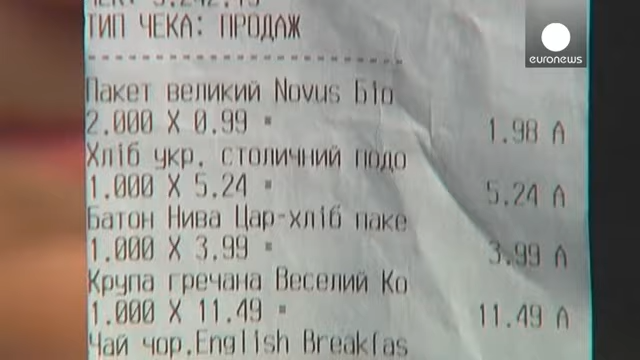 ТИП ЧЕКА: ПРОДАЖ
Пакет великий Novus Біо
2.000 X 0.99 = 1.98 А
Хліб укр. столичний подо
1.000 X 5.24 = 5.24 А
Батон Нива Цар-хліб паке
1.000 X 3.99 = 3.99 А
Крупа гречана Веселий Ко
1.000 X 11.49 = 11.49 А
Чай чор.English Breakfas
euronews